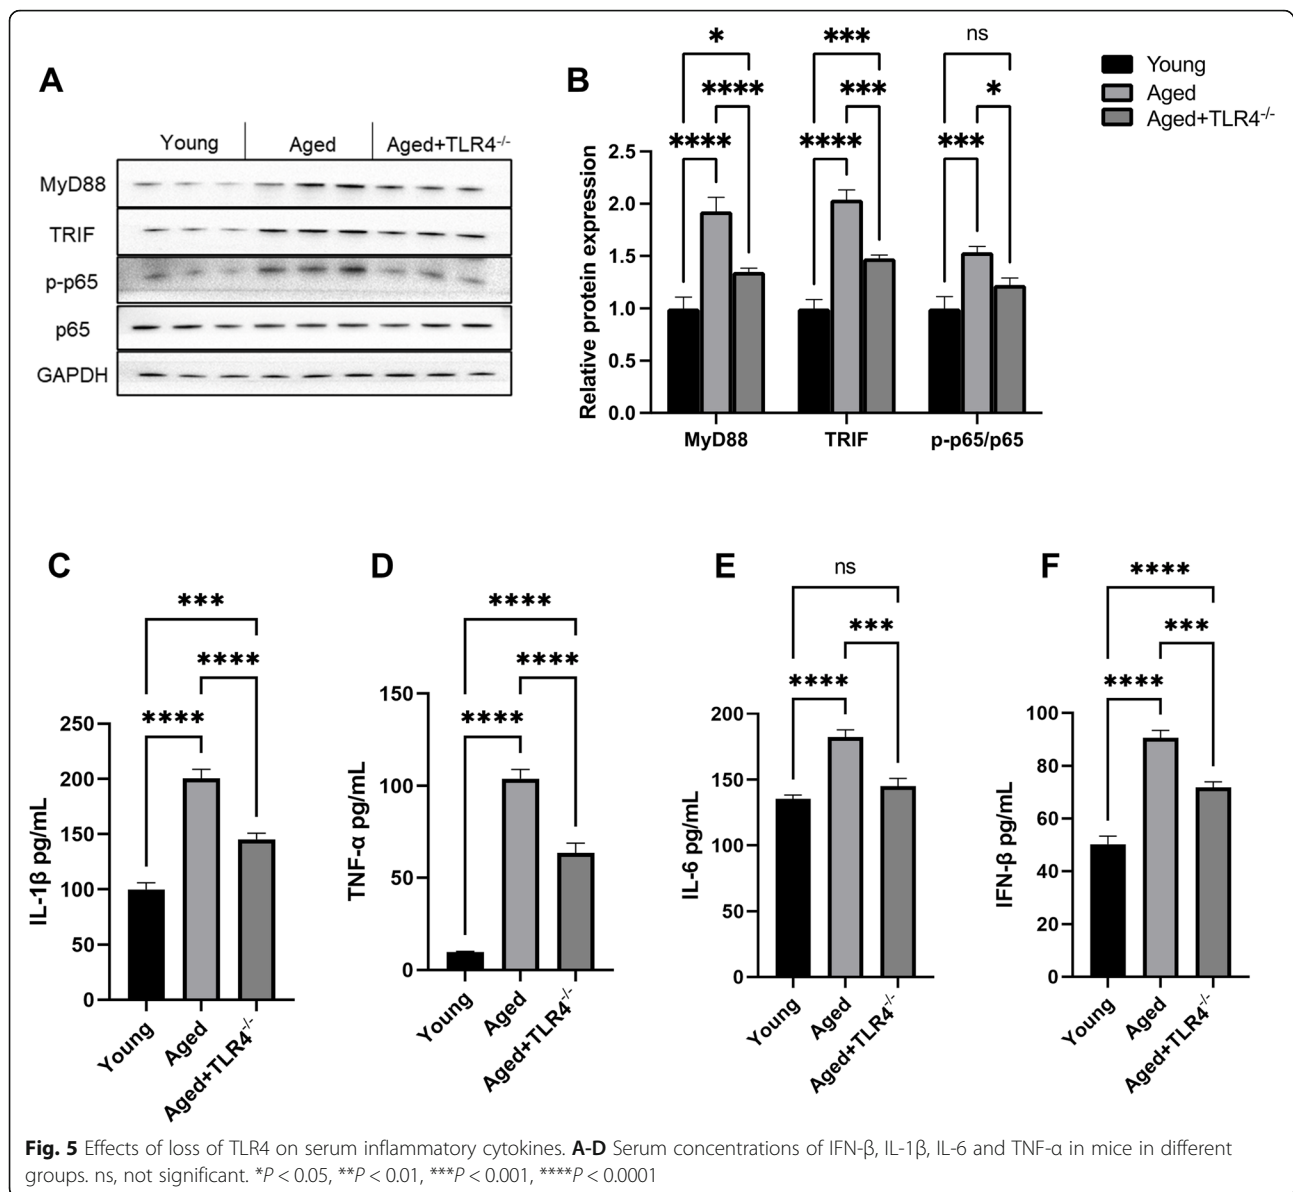 A
Young Aged Aged+TLR4-/-
MyD88
TRIF
p-p65
p65
GAPDH
B
* *** ns
**** *** *
**** **** ***
Relative protein expression
2.5
2.0
1.5
1.0
0.5
0.0
MyD88 TRIF p-p65/p65
Young
Aged
Aged+TLR4-/-
C
***
****
****
IL-1β pg/mL
250
200
150
100
50
0
Young Aged Aged+TLR4-/-
D
****
****
****
TNF-α pg/mL
150
100
50
0
Young Aged Aged+TLR4-/-
E
ns
***
****
IL-6 pg/mL
200
150
100
50
0
Young Aged Aged+TLR4-/-
F
****
***
****
IFN-β pg/mL
100
80
60
40
20
0
Young Aged Aged+TLR4-/-
Fig. 5 Effects of loss of TLR4 on serum inflammatory cytokines. A-D Serum concentrations of IFN-β, IL-1β, IL-6 and TNF-α in mice in different
groups. ns, not significant. *P < 0.05, **P < 0.01, ***P < 0.001, ****P < 0.0001